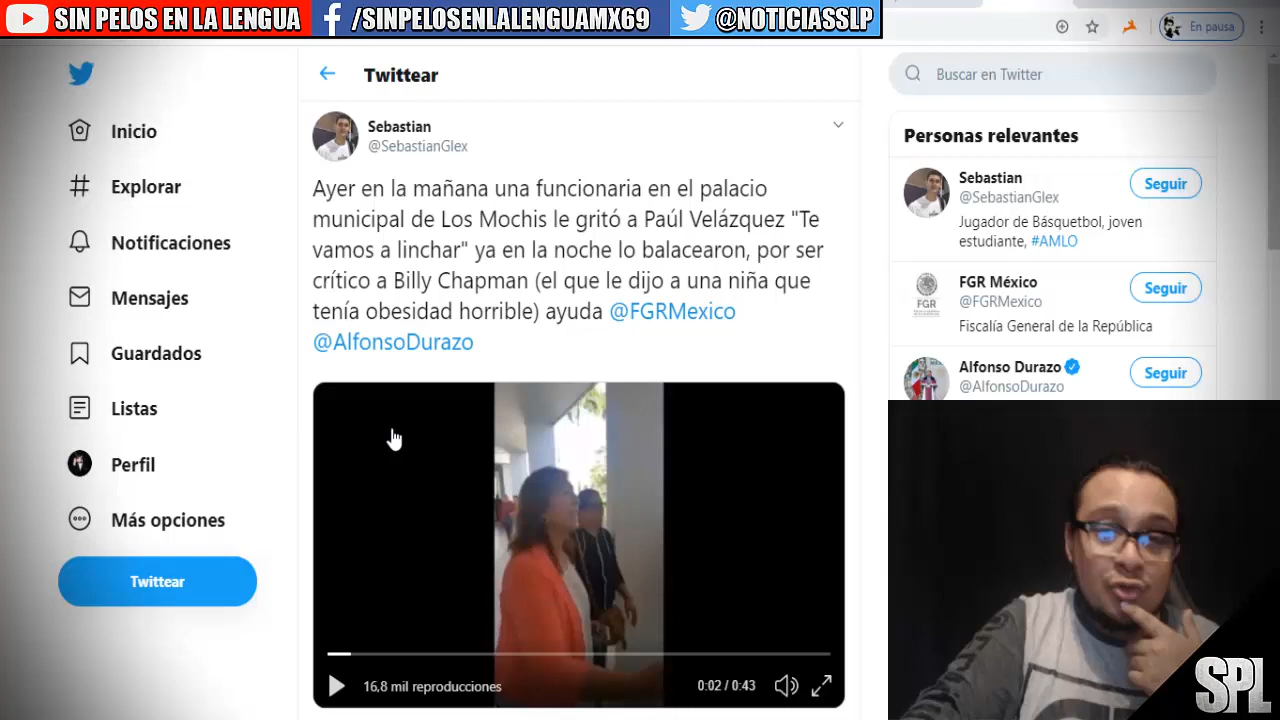 SIN PELOS EN LA LENGUA
/SINPELOSENLALENGUAMX69
@NOTICIASSLP
En pausa
Inicio
Explorar
Notificaciones
Mensajes
Guardados
Listas
Perfil
Más opciones
Twittear
Twittear
Sebastian
@SebastianGlex
Ayer en la mañana una funcionaria en el palacio
municipal de Los Mochis le gritó a Paúl Velázquez "Te
vamos a linchar" ya en la noche lo balacearon, por ser
crítico a Billy Chapman (el que le dijo a una niña que
tenía obesidad horrible) ayuda @FGRMexico
@AlfonsoDurazo
16,8 mil reproducciones
0:02 / 0:43
Buscar en Twitter
Personas relevantes
Sebastian
@SebastianGlex
Seguir
Jugador de Básquetbol, joven
estudiante, #AMLO
FGR México
@FGRMexico
Seguir
Fiscalía General de la República
FGR
Alfonso Durazo
@AlfonsoDurazo
Seguir
SPL